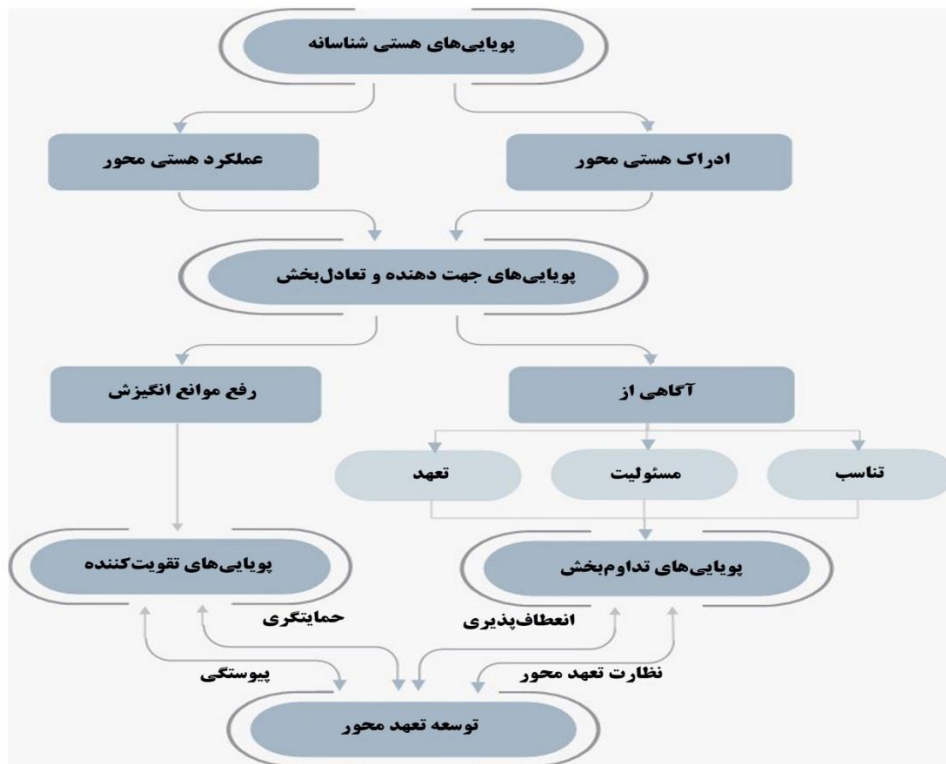 پویایی‌های هستی شناسانه
ادراک هستی محور
عملکرد هستی محور
پویایی‌های جهت دهنده و تعادل‌بخش
آگاهی از
رفع موانع انگیزش
تناسب
مسئولیت
تعهد
پویایی‌های تداوم‌بخش
پویایی‌های تقویت‌کننده
انعطاف‌پذیری
حمایتگری
نظارت تعهد محور
پیوستگی
توسعه تعهد محور